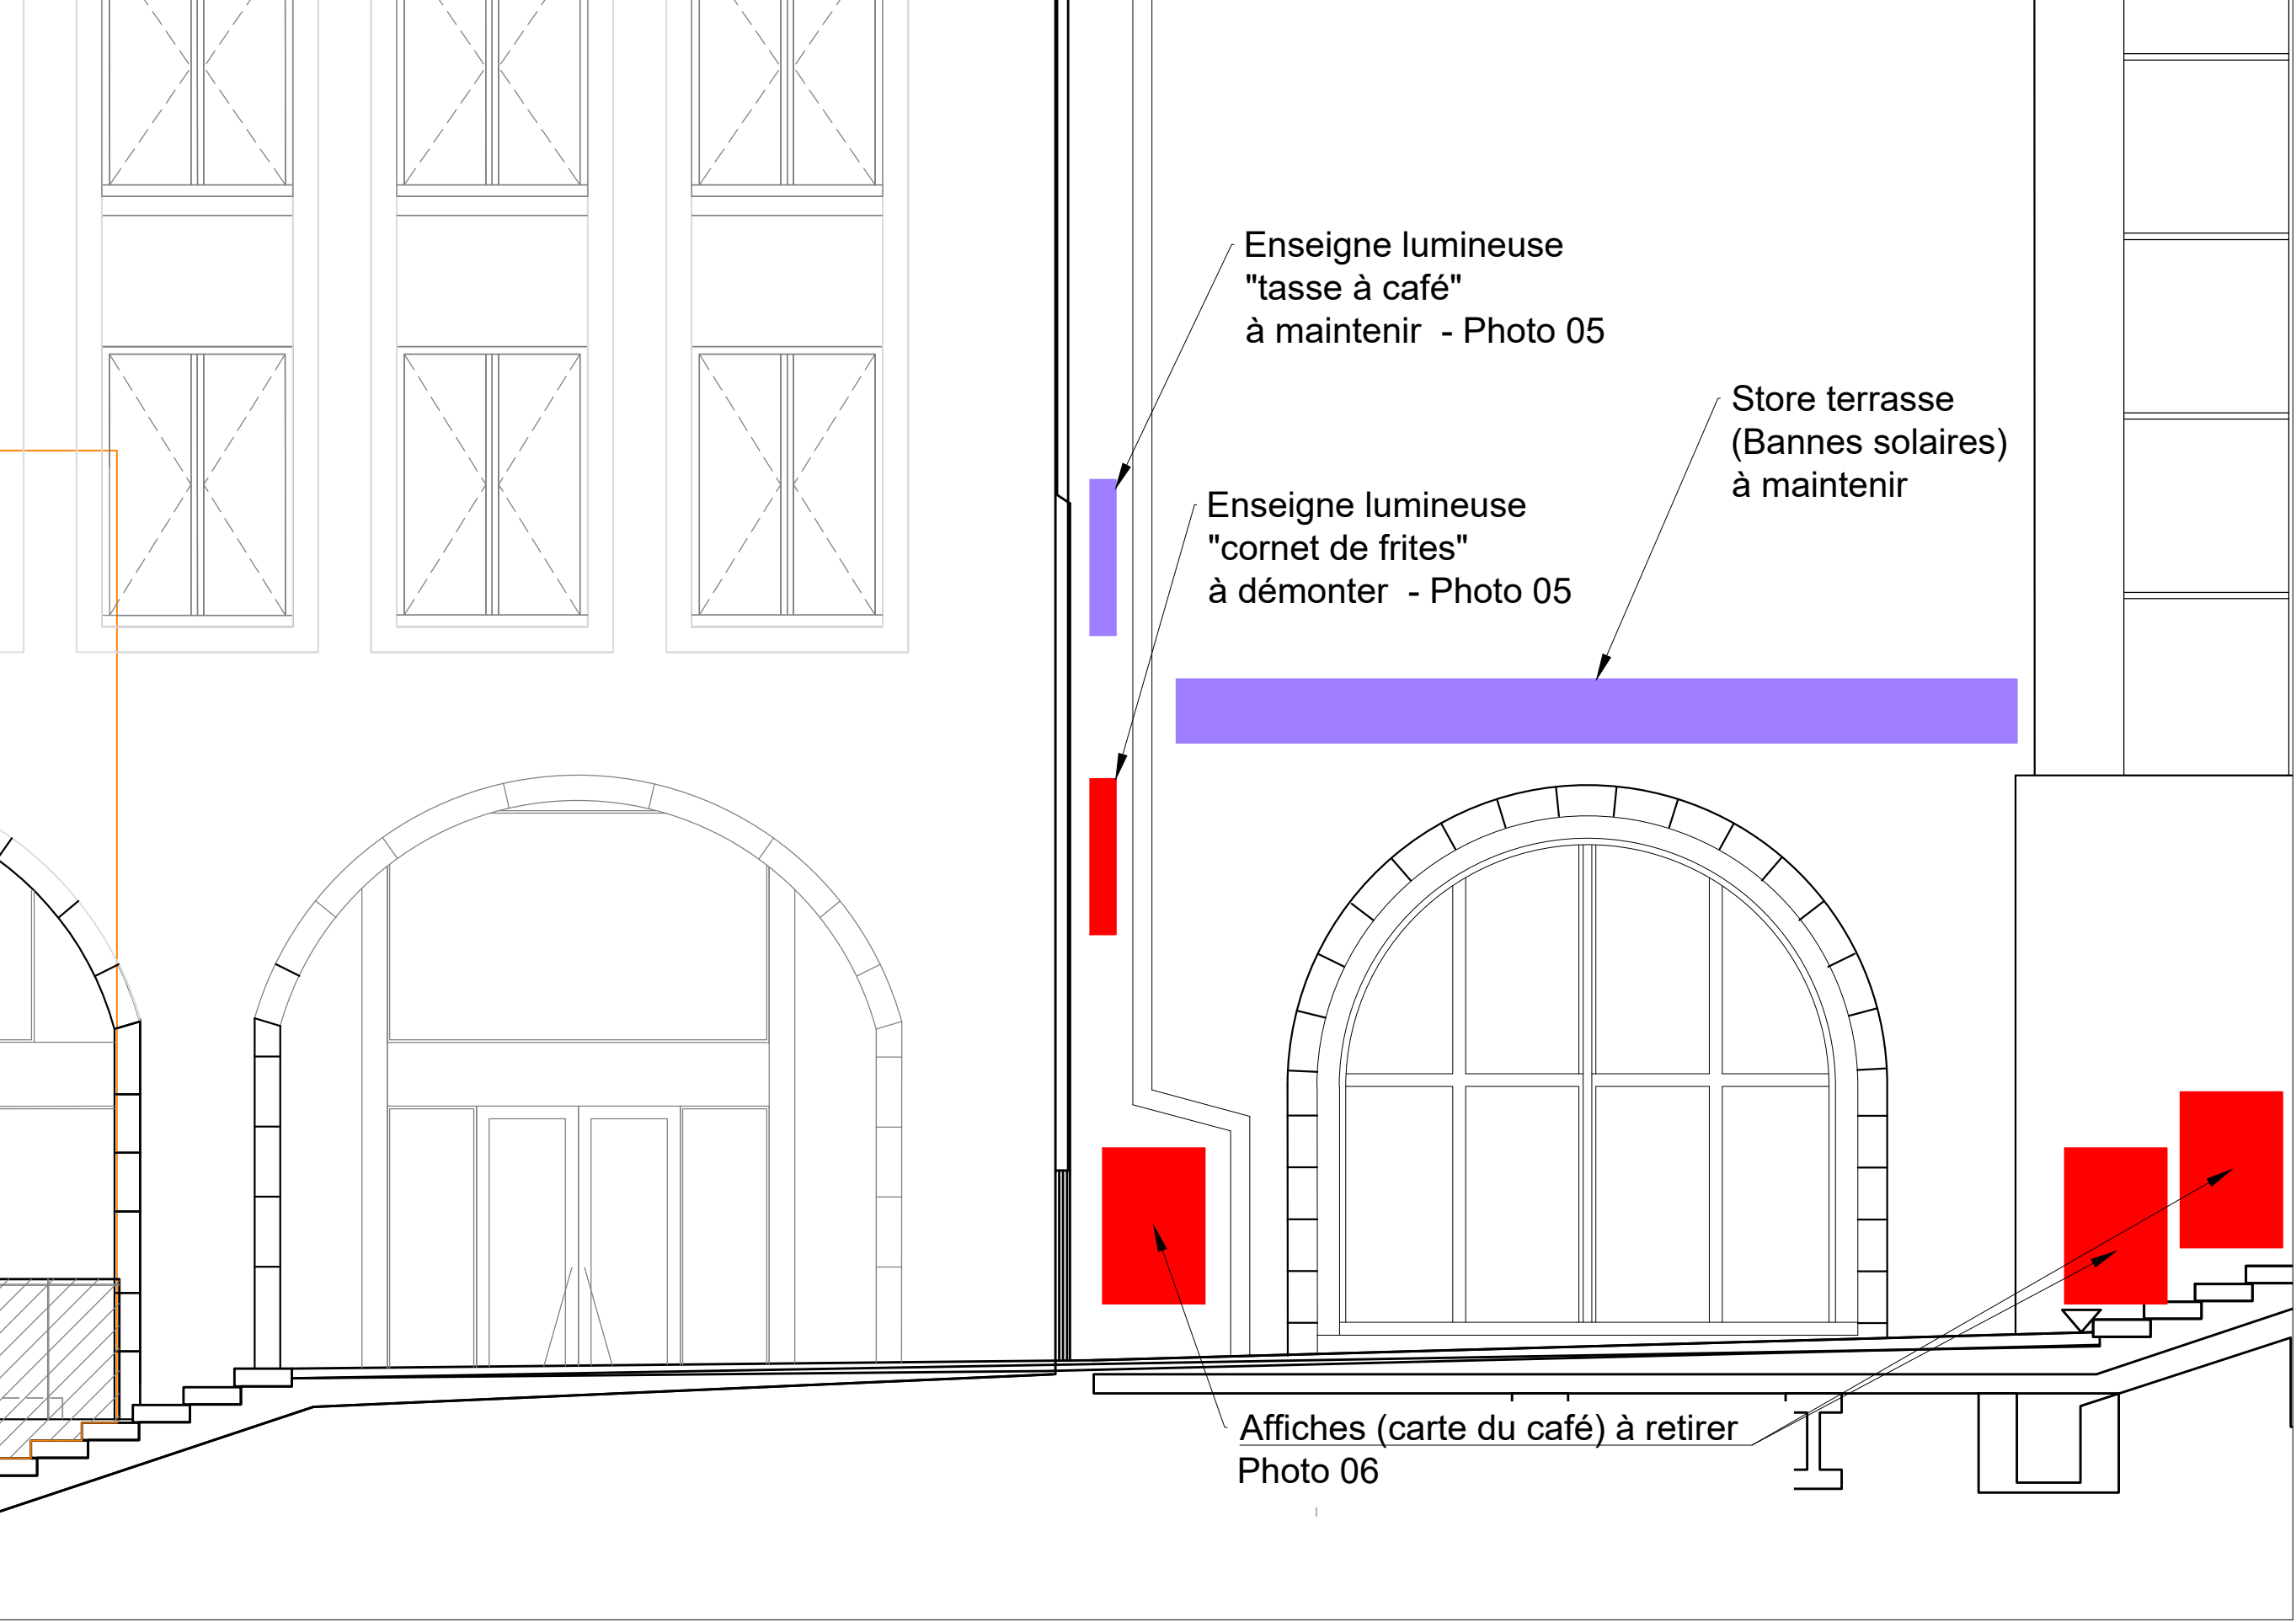 Enseigne lumineuse
"tasse à café"
à maintenir  - Photo 05
Store terrasse
(Bannes solaires)
à maintenir
Enseigne lumineuse
"cornet de frites"
à démonter  - Photo 05
Affiches (carte du café) à retirer
Photo 06